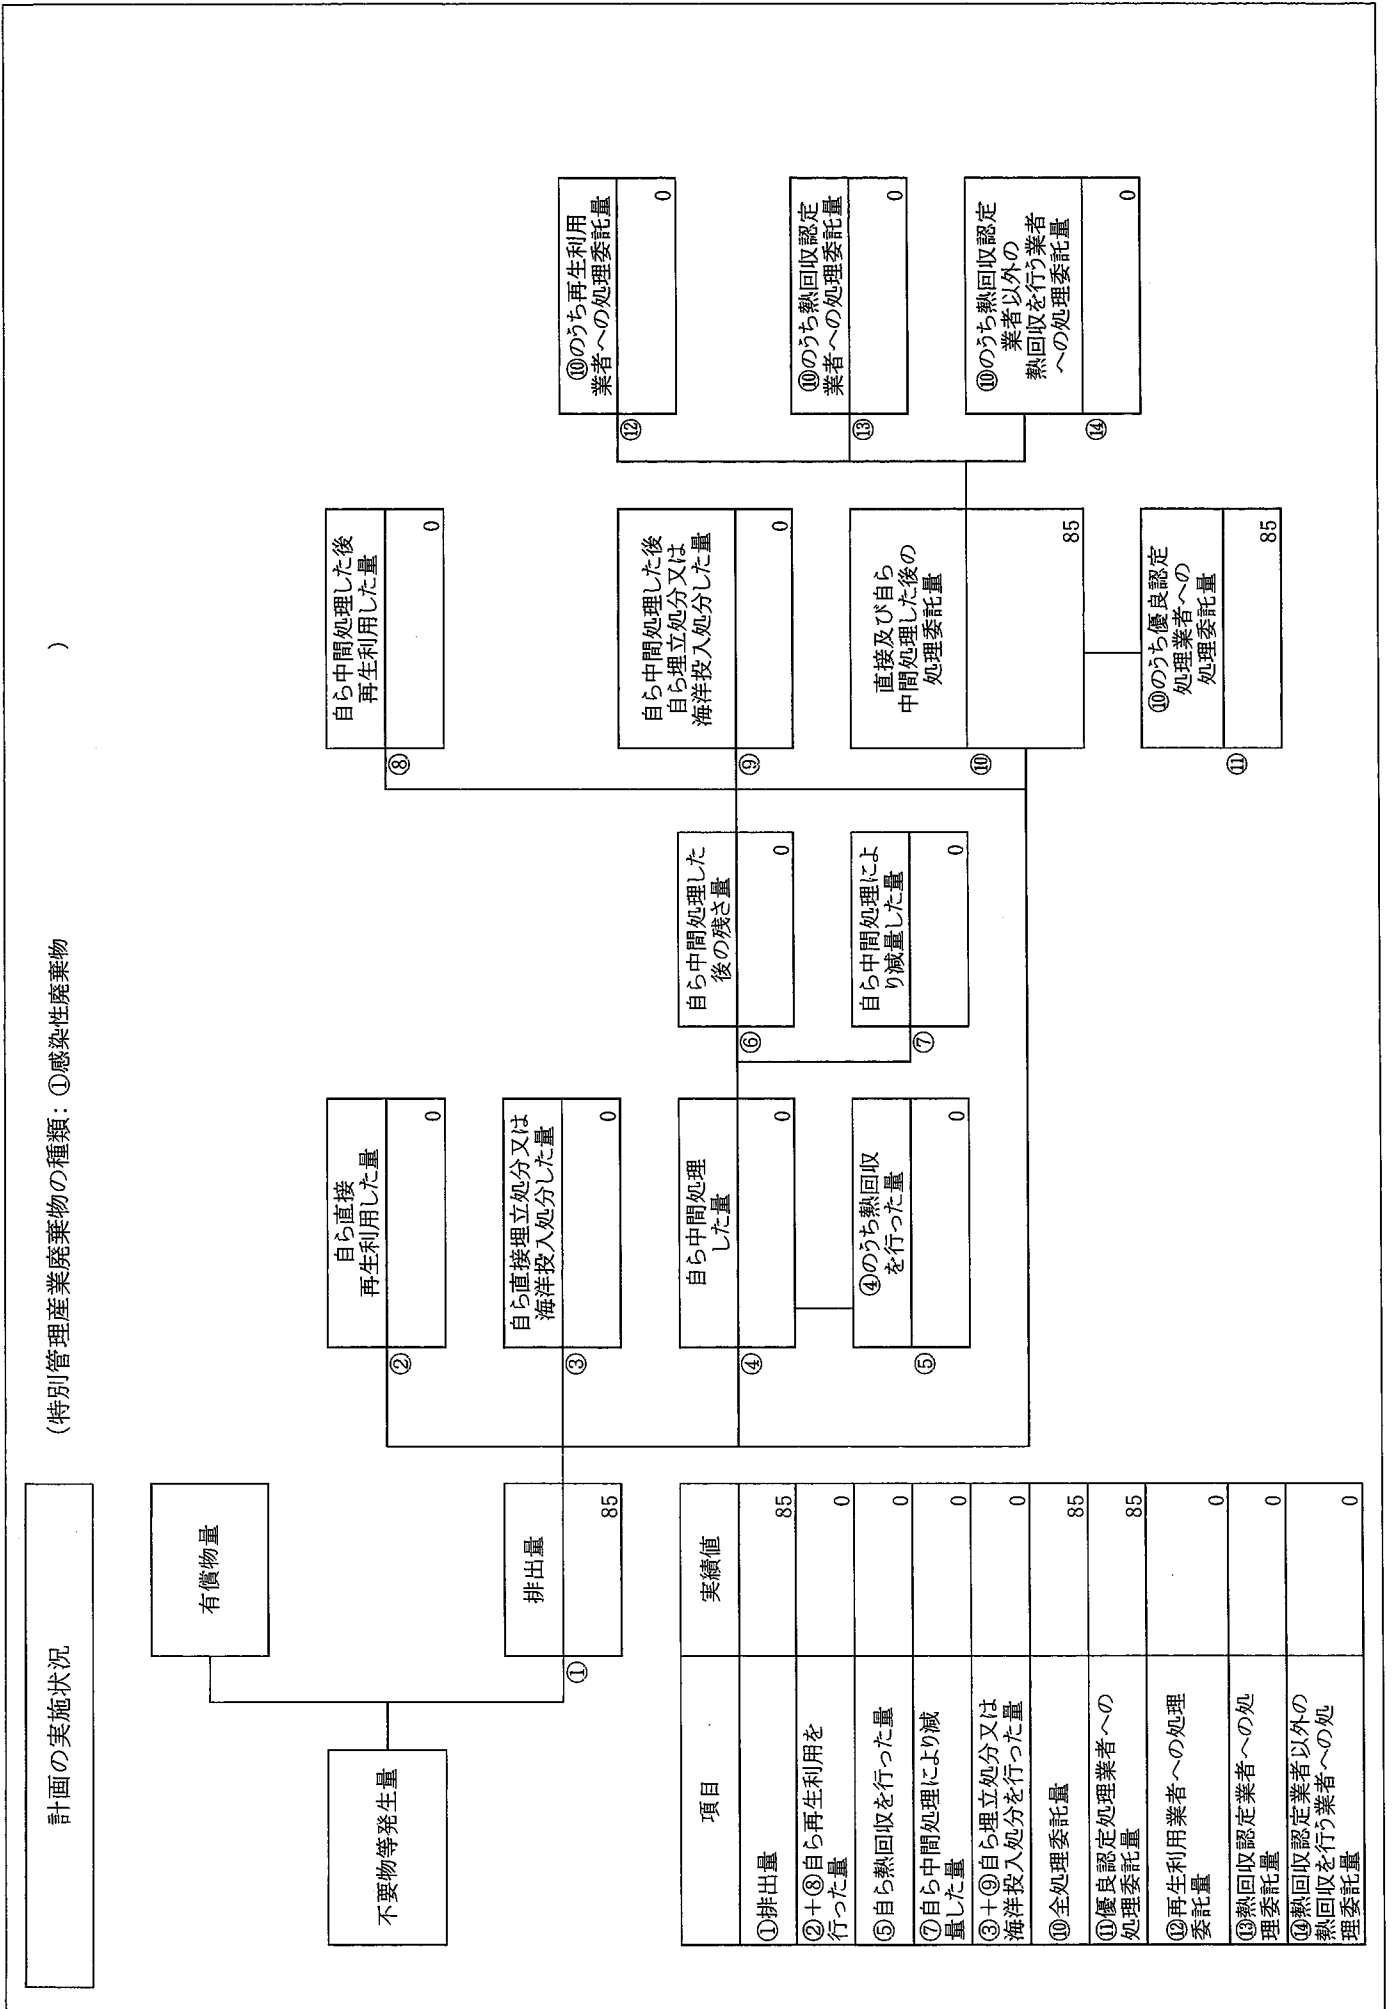 計画の実施状況
(特別管理産業廃棄物の種類：①感染性廃棄物 )
不要物等発生量
有償物量
①
排出量
85
②
自ら直接
再生利用した量
0
③
自ら直接埋立処分又は
海洋投入処分した量
0
④
自ら中間処理
した量
0
⑤
④のうち熱回収
を行った量
0
⑥
自ら中間処理した
後の残さ量
0
⑦
自ら中間処理によ
り減量した量
0
⑧
自ら中間処理した後
再生利用した量
0
⑨
自ら中間処理した後
自ら埋立処分又は
海洋投入処分した量
0
⑩
直接及び自ら
中間処理した後の
処理委託量
85
⑪
⑩のうち優良認定
処理業者への
処理委託量
85
⑫
⑩のうち再生利用
業者への処理委託量
0
⑬
⑩のうち熱回収認定
業者への処理委託量
0
⑭
⑩のうち熱回収認定
業者以外の
熱回収を行う業者
への処理委託量
0
項目
実績値
①排出量
85
②＋⑧自ら再生利用を
行った量
0
⑤自ら熱回収を行った量
0
⑦自ら中間処理により減
量した量
0
③＋⑨自ら埋立処分又は
海洋投入処分を行った量
0
⑩全処理委託量
85
⑪優良認定処理業者への
処理委託量
85
⑫再生利用業者への処理
委託量
0
⑬熱回収認定業者への処
理委託量
0
⑭熱回収認定業者以外の
熱回収を行う業者への処
理委託量
0